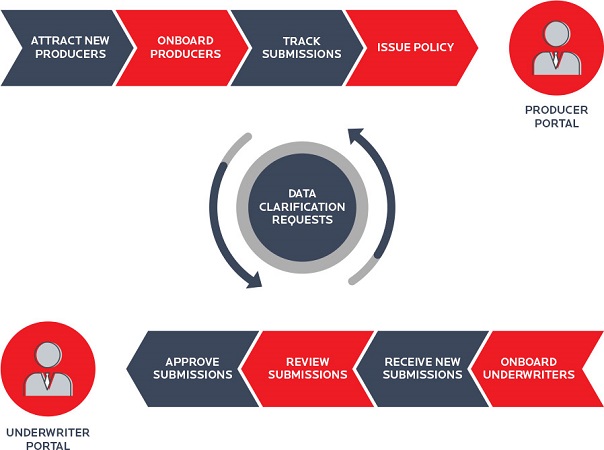 ATTRACT NEW
PRODUCERS
ONBOARD
PRODUCERS
TRACK
SUBMISSIONS
ISSUE POLICY
PRODUCER
PORTAL
DATA
CLARIFICATION
REQUESTS
UNDERWRITER
PORTAL
APPROVE
SUBMISSIONS
REVIEW
SUBMISSIONS
RECEIVE NEW
SUBMISSIONS
ONBOARD
UNDERWRITERS